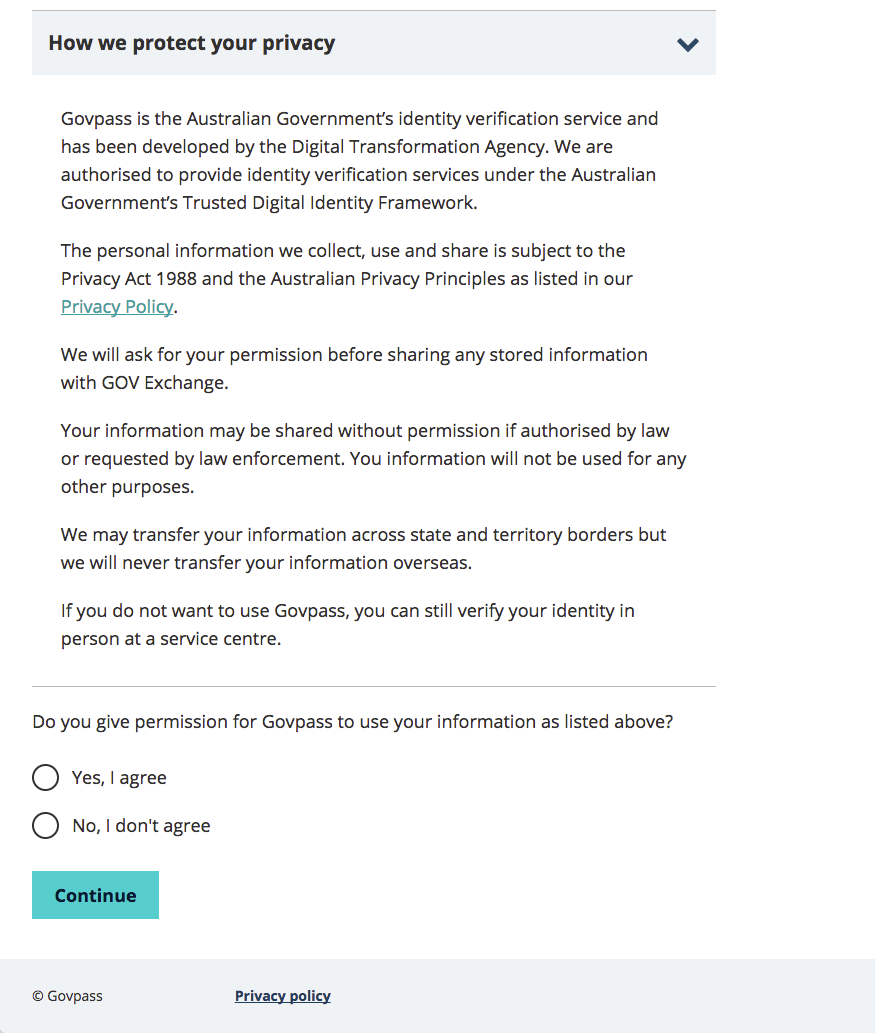 How we protect your privacy
Govpass is the Australian Government's identity verification service and
has been developed by the Digital Transformation Agency. We are
authorised to provide identity verification services under the Australian
Government's Trusted Digital Identity Framework.
The personal information we collect, use and share is subject to the
Privacy Act 1988 and the Australian Privacy Principles as listed in our
Privacy Policy.
We will ask for your permission before sharing any stored information
with GOV Exchange.
Your information may be shared without permission if authorised by law
or requested by law enforcement. You information will not be used for any
other purposes.
We may transfer your information across state and territory borders but
we will never transfer your information overseas.
If you do not want to use Govpass, you can still verify your identity in
person at a service centre.
Do you give permission for Govpass to use your information as listed above?
Yes, I agree
No, I don't agree
Continue
© Govpass Privacy policy